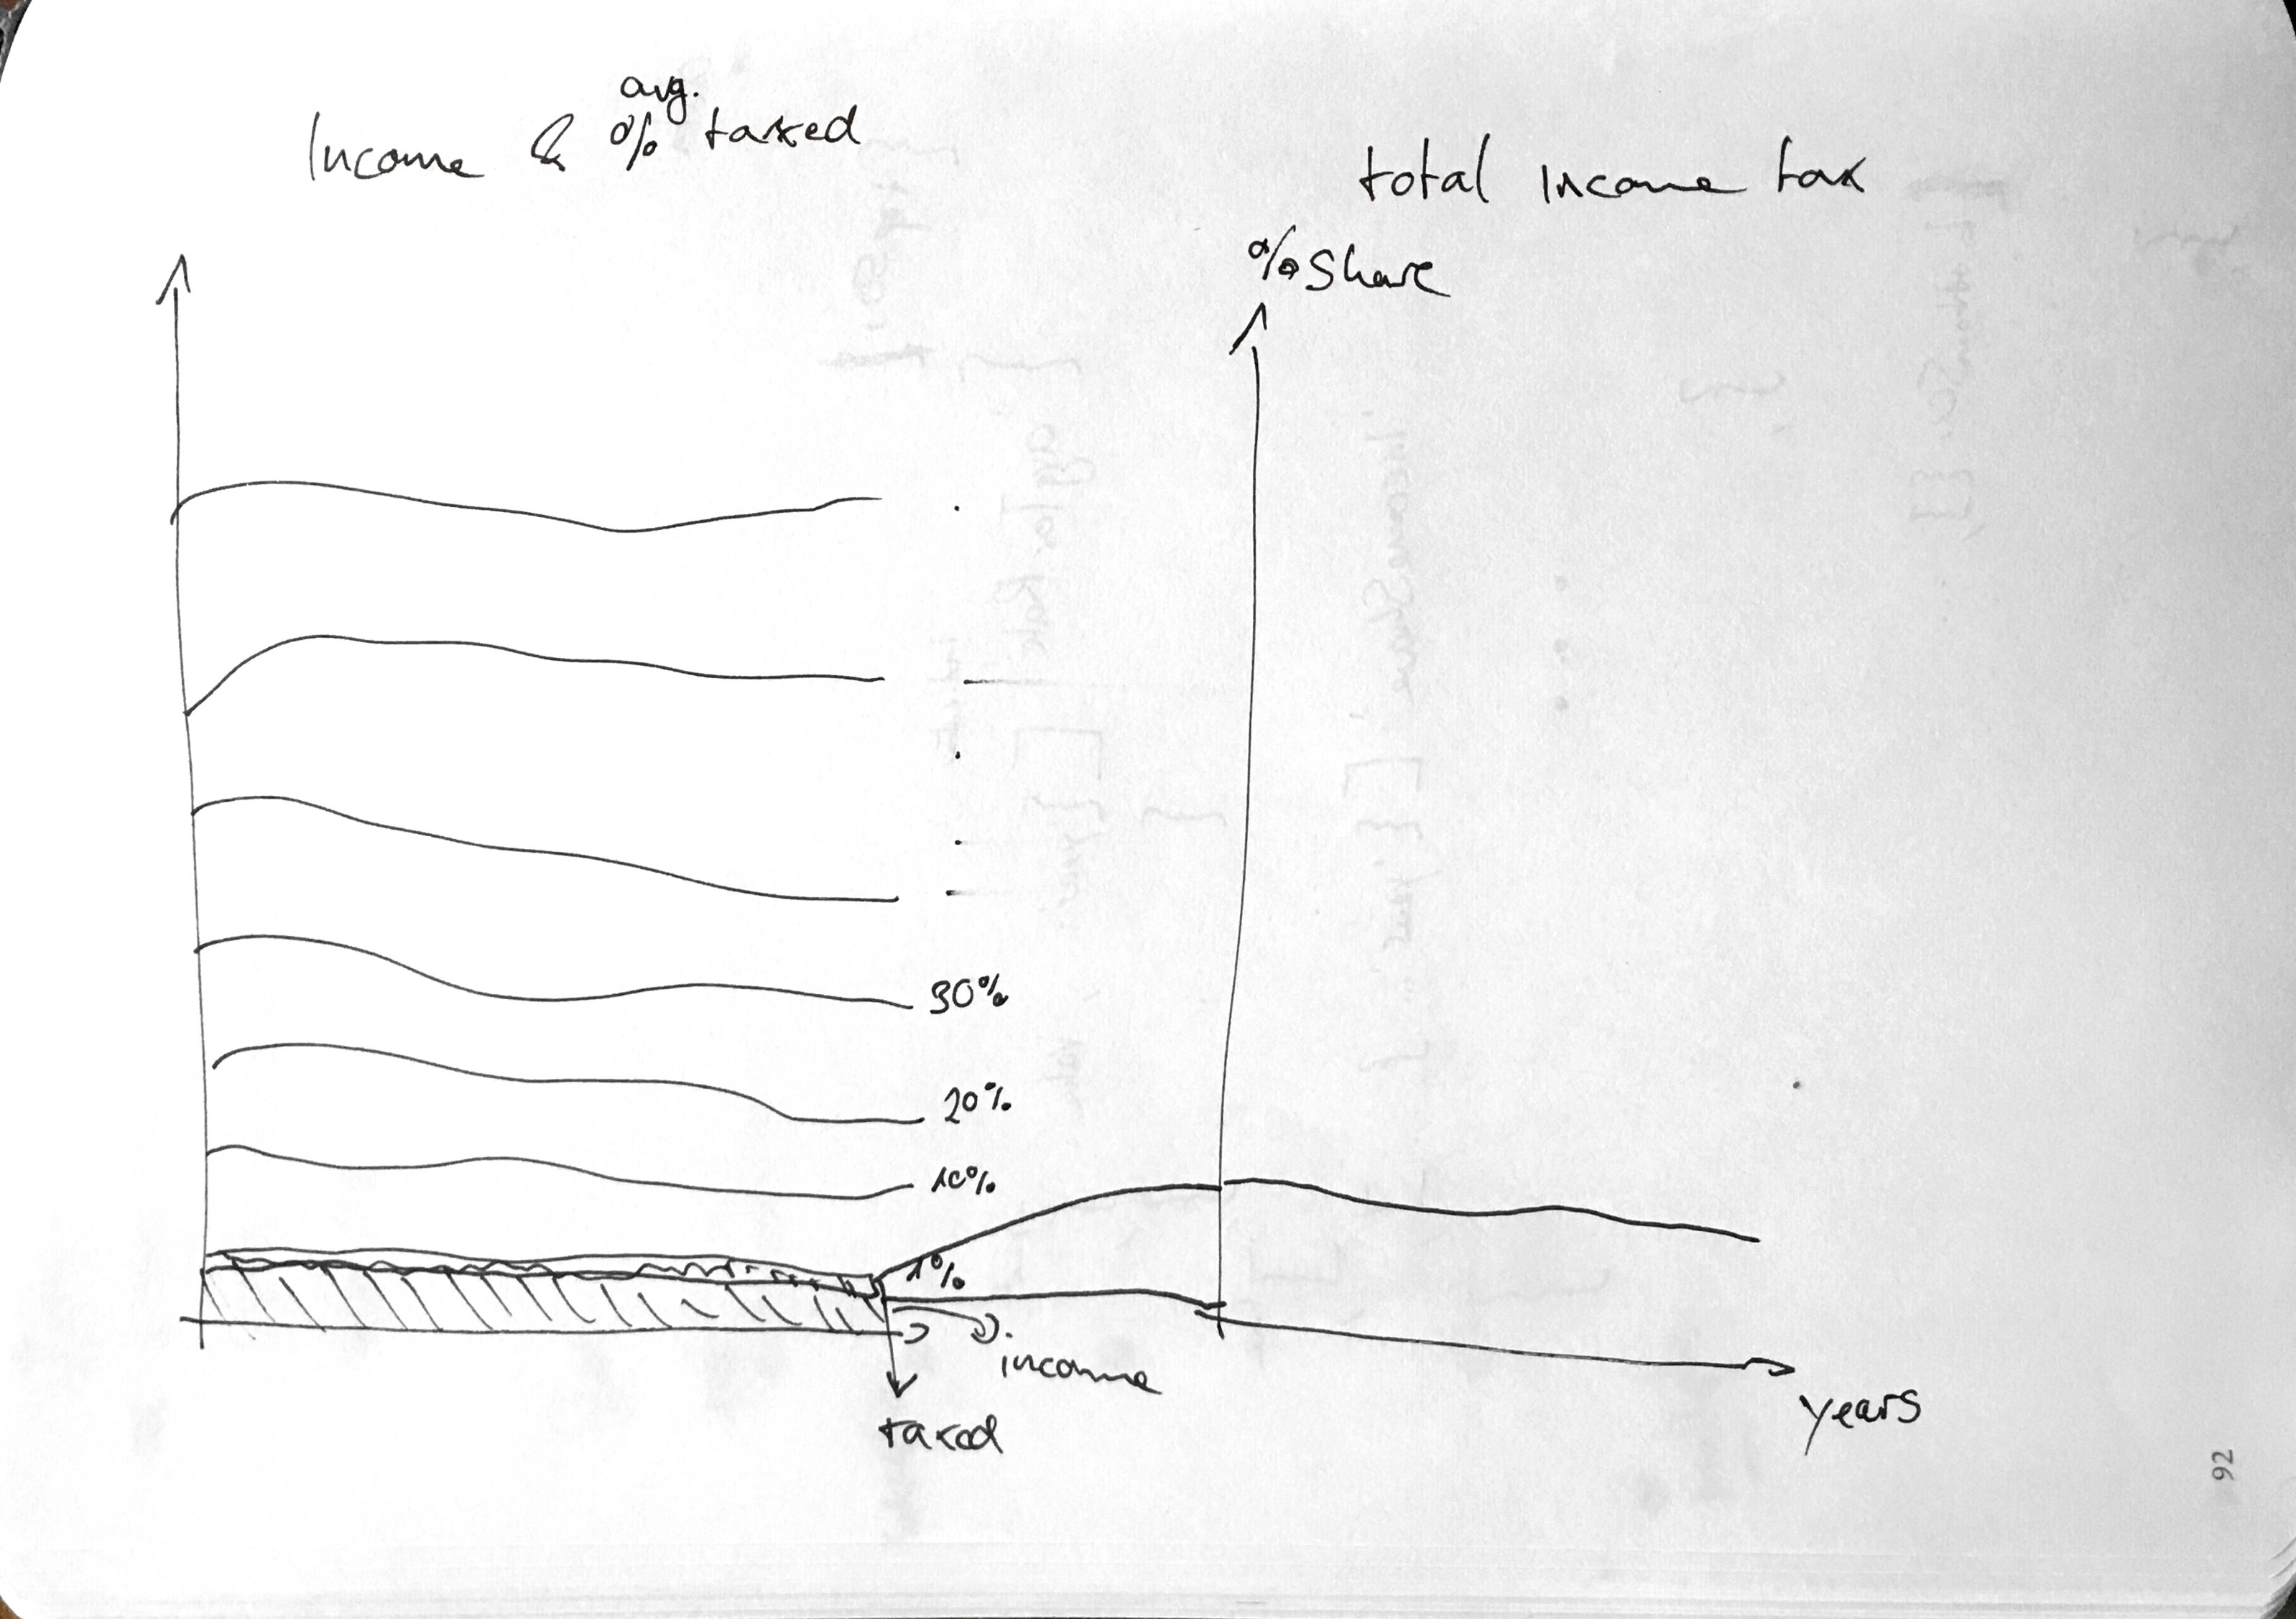 avg.
Income & % taxed
total Income tax
% Share
30%
20%
10%
1%
income
taxed
years
92